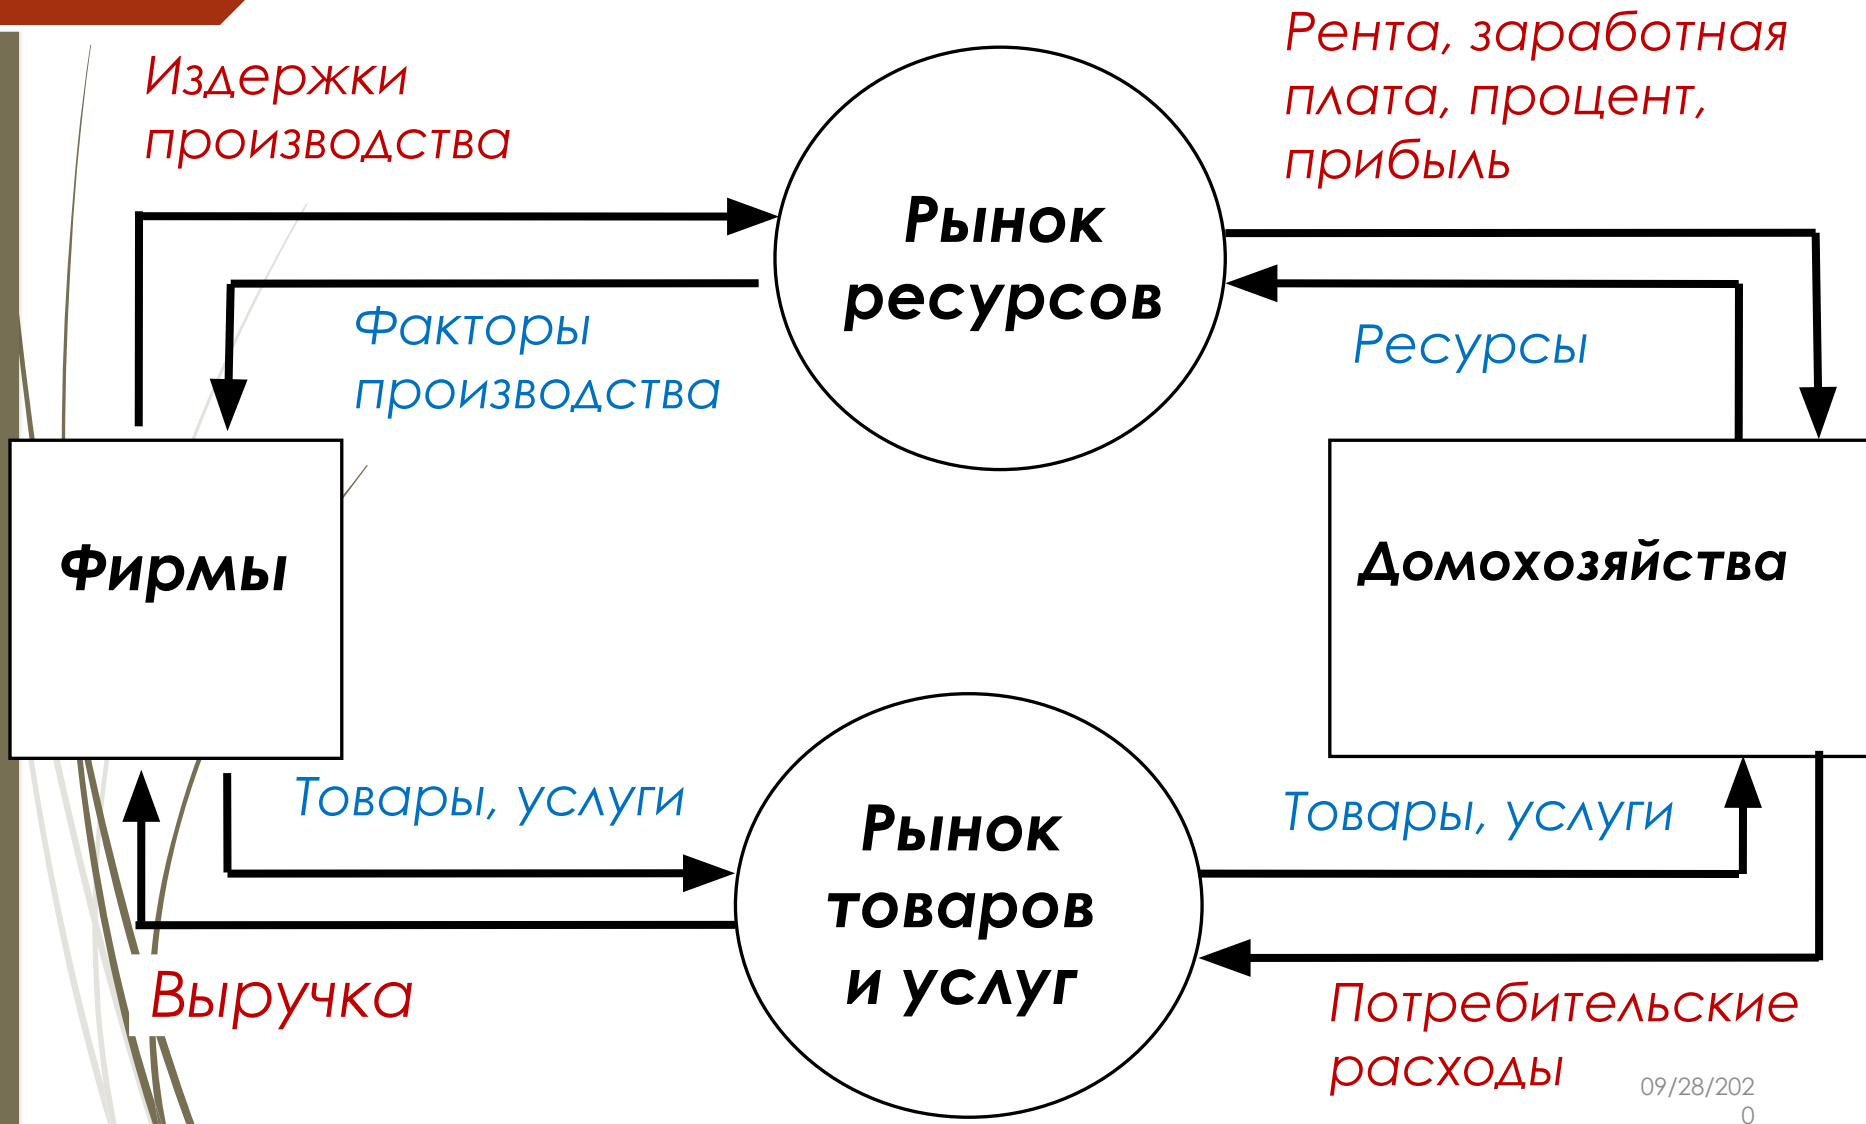 Издержки
производства
Рента, заработная
плата, процент,
прибыль
Рынок
ресурсов
Факторы
производства
Ресурсы
Фирмы
Домохозяйства
Товары, услуги
Товары, услуги
Рынок
товаров
и услуг
Выручка
Потребительские
расходы
09/28/202
0